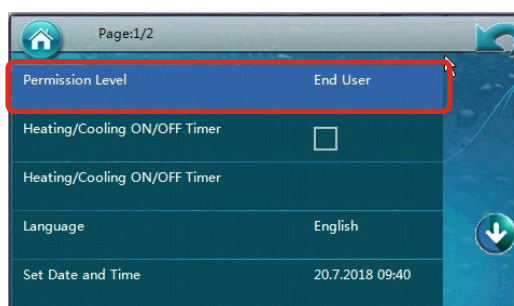 Page:1/2
Permission Level End User
Heating/Cooling ON/OFF Timer
Heating/Cooling ON/OFF Timer
Language English
Set Date and Time 20.7.2018 09:40